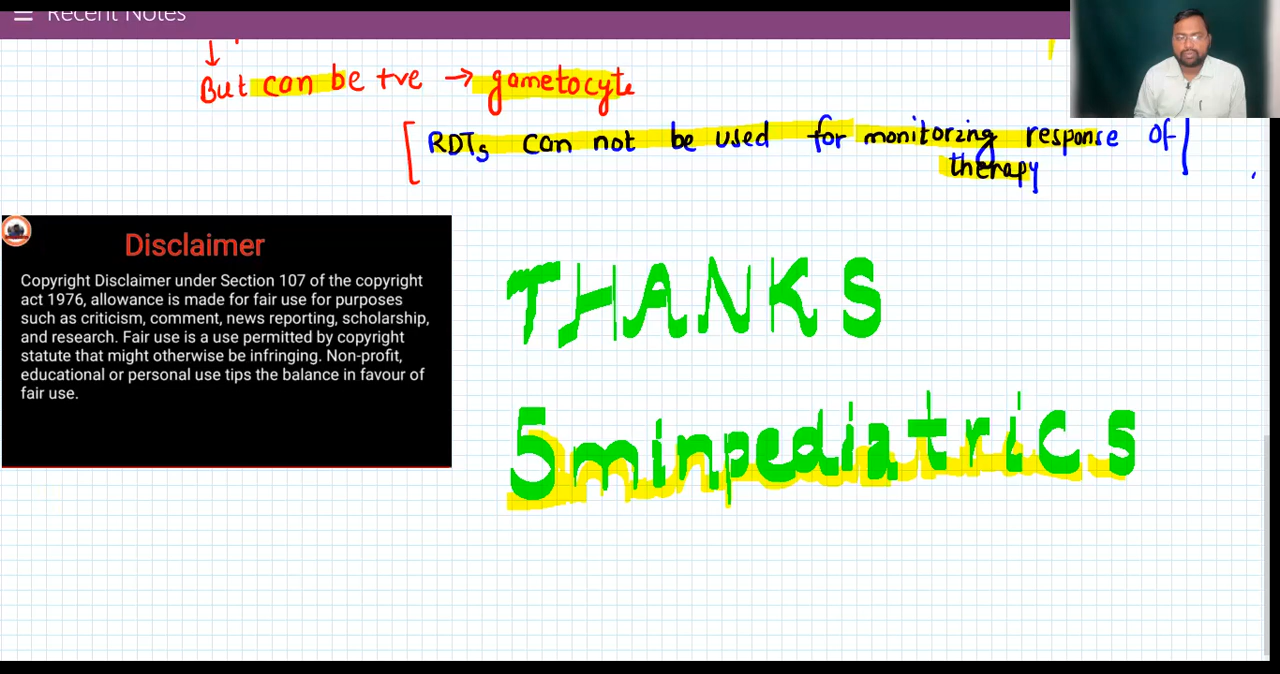 Recent Notes
But can be +ve → gametocyte
RDTs can not be used for monitoring response of
therapy
Disclaimer
Copyright Disclaimer under Section 107 of the copyright
act 1976, allowance is made for fair use for purposes
such as criticism, comment, news reporting, scholarship,
and research. Fair use is a use permitted by copyright
statute that might otherwise be infringing. Non-profit,
educational or personal use tips the balance in favour of
fair use.
THANKS
5minpediatrics